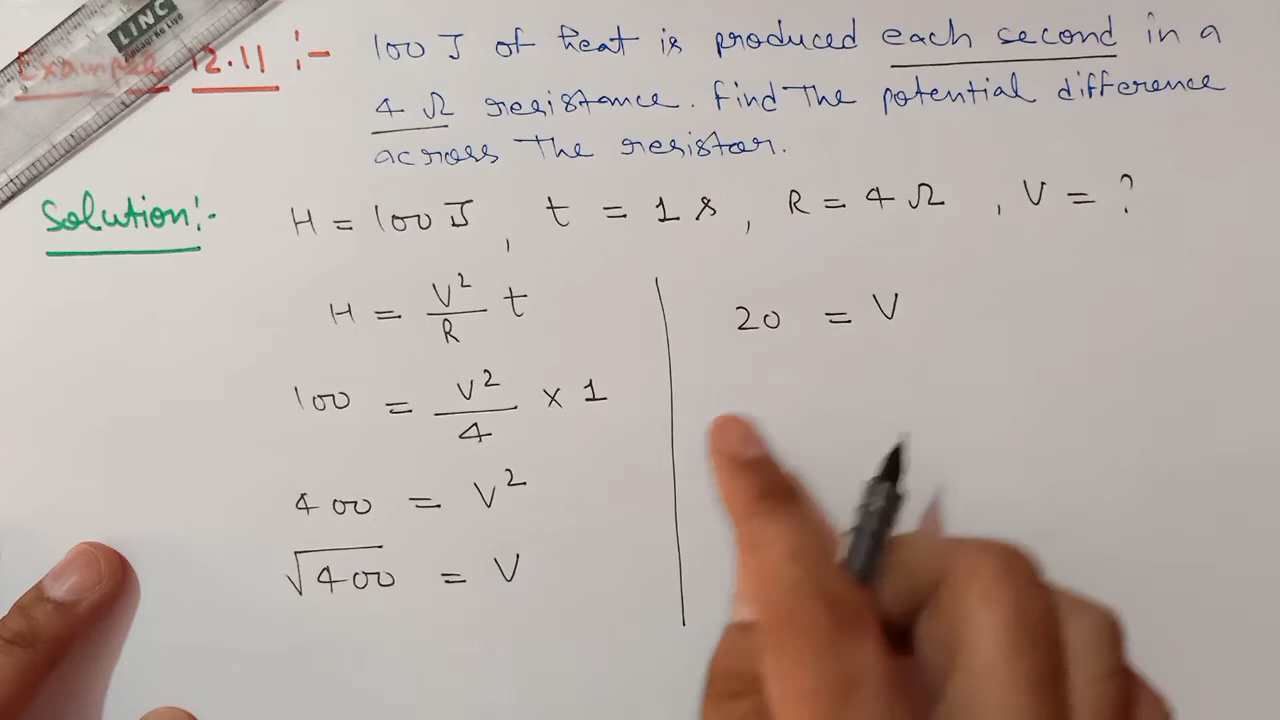 LINC
Example 12.11 :- 100 J of heat is produced each second in a
4 Ω resistance. Find The potential difference
across The resistor.
Solution:- H = 100 J , t = 1 s , R = 4 Ω , V = ?
H = V²/R t
100 = V²/4 × 1
400 = V²
√400 = V
20 = V